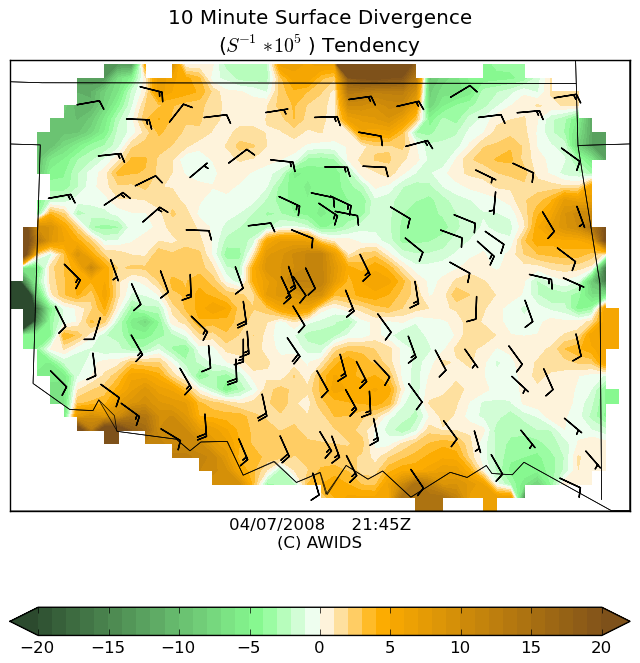 10 Minute Surface Divergence
(S⁻¹ * 10⁵ ) Tendency
04/07/2008 21:45Z
(C) AWIDS
−20 −15 −10 −5 0 5 10 15 20